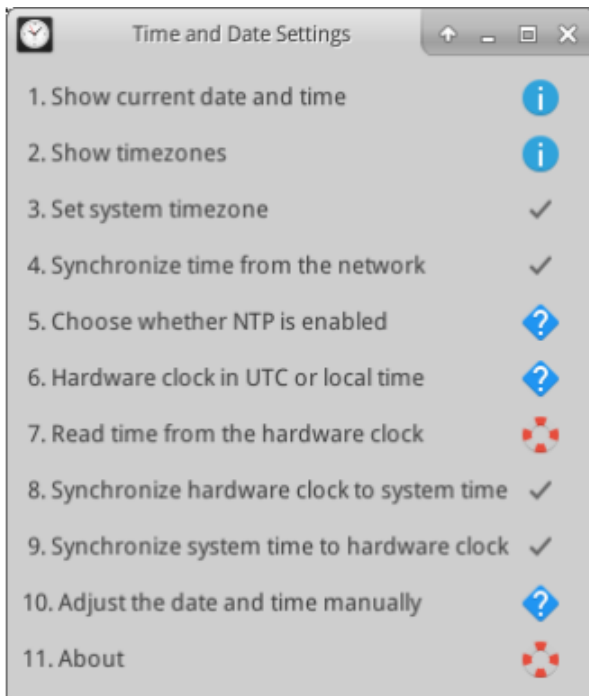 Time and Date Settings
1. Show current date and time
2. Show timezones
3. Set system timezone
4. Synchronize time from the network
5. Choose whether NTP is enabled
6. Hardware clock in UTC or local time
7. Read time from the hardware clock
8. Synchronize hardware clock to system time
9. Synchronize system time to hardware clock
10. Adjust the date and time manually
11. About